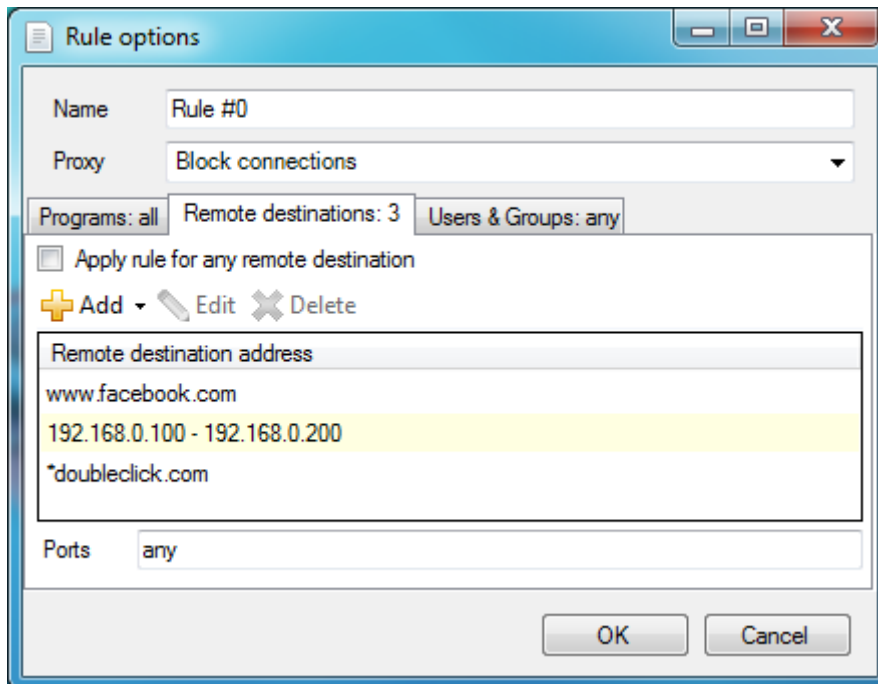 Rule options
Name Rule #0
Proxy Block connections
Programs: all Remote destinations: 3 Users & Groups: any
Apply rule for any remote destination
Add Edit Delete
Remote destination address
www.facebook.com
192.168.0.100 - 192.168.0.200
*doubleclick.com
Ports any
OK Cancel